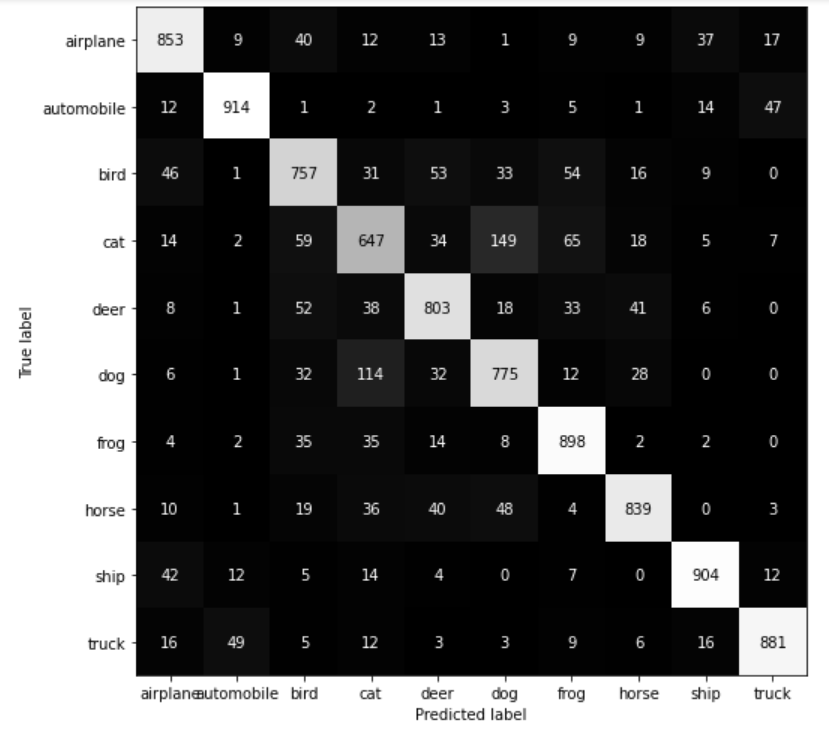 airplane 853 9 40 12 13 1 9 9 37 17
automobile 12 914 1 2 1 3 5 1 14 47
bird 46 1 757 31 53 33 54 16 9 0
cat 14 2 59 647 34 149 65 18 5 7
deer 8 1 52 38 803 18 33 41 6 0
True label
dog 6 1 32 114 32 775 12 28 0 0
frog 4 2 35 35 14 8 898 2 2 0
horse 10 1 19 36 40 48 4 839 0 3
ship 42 12 5 14 4 0 7 0 904 12
truck 16 49 5 12 3 3 9 6 16 881
airplane automobile bird cat deer dog frog horse ship truck
Predicted label